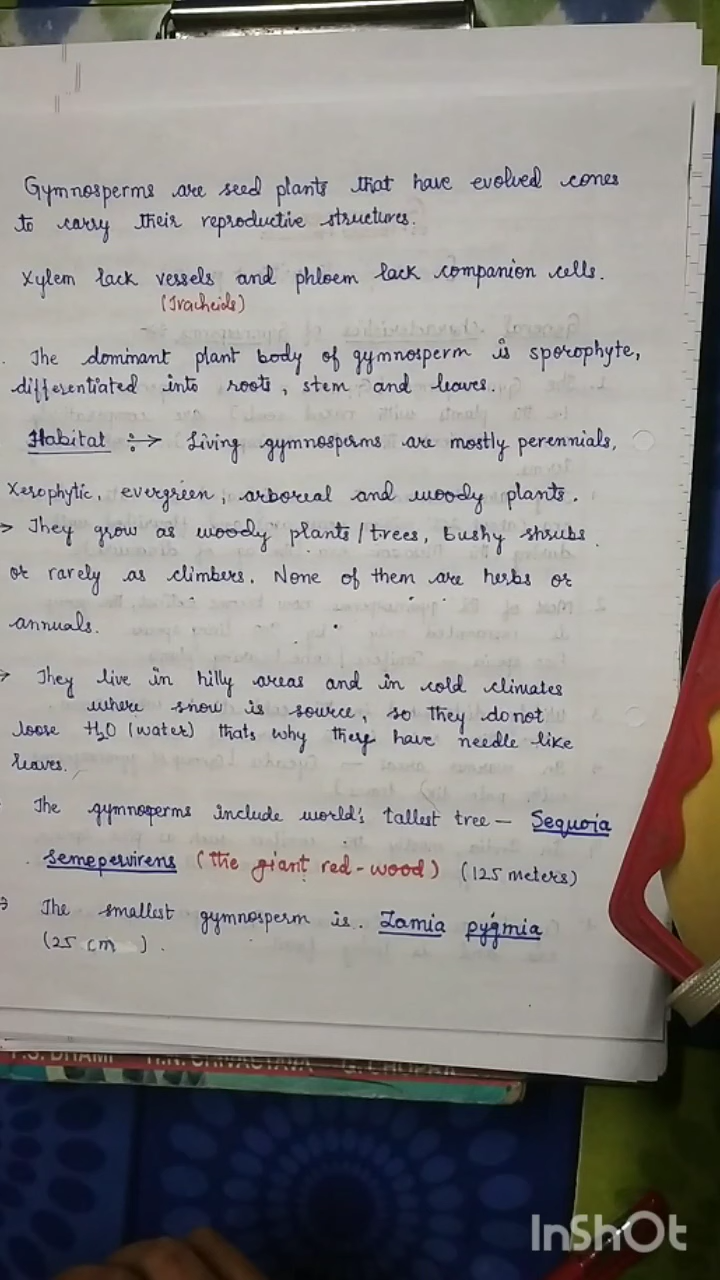 Gymnosperms are seed plants that have evolved cones
to carry their reproductive structures.
Xylem lack vessels and phloem lack companion cells.
(Tracheids)
The dominant plant body of gymnosperm is sporophyte,
differentiated into roots, stem and leaves.
Habitat ÷→ Living gymnosperms are mostly perennials,
Xerophytic, evergreen, arboreal and woody plants.
→ They grow as woody plants/trees, bushy shrubs
or rarely as climbers. None of them are herbs or
annuals.
→ They live in hilly areas and in cold climates
where snow is source, so they do not
loose H₂O (water) thats why they have needle like
leaves.
The gymnosperms include world's tallest tree — Sequoia
semepervirens (the giant red-wood) (125 meters)
→ The smallest gymnosperm is. Zamia pygmia
(25 cm ).
P.S. DHAMI G. CHOPRA
InShOt